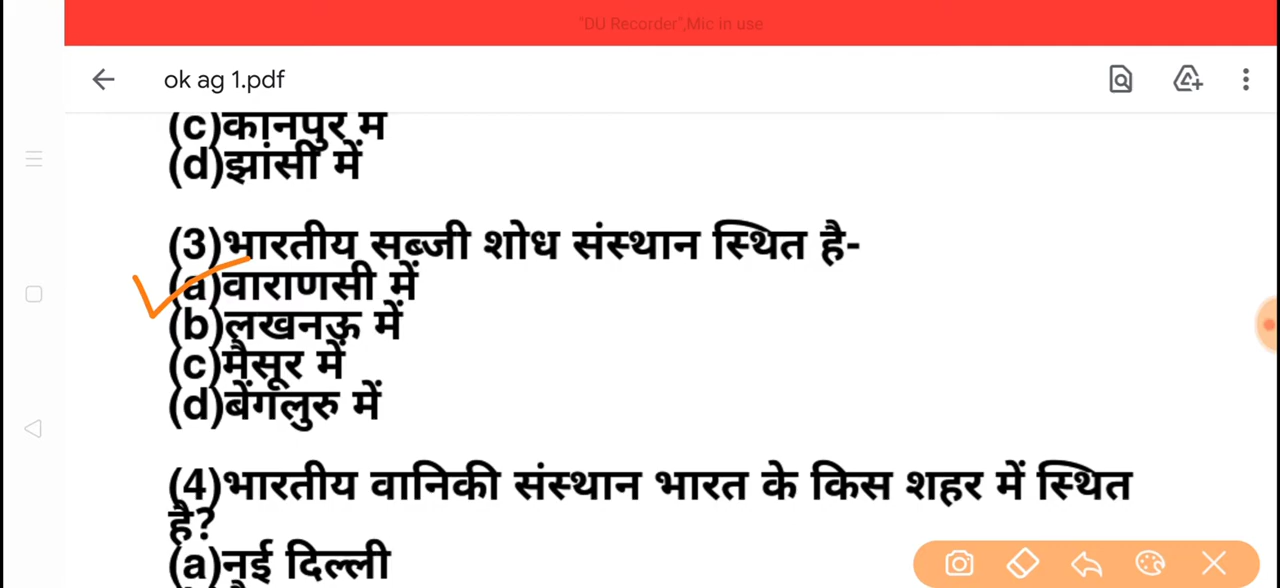 "DU Recorder",Mic in use
ok ag 1.pdf
(c)कानपुर में
(d)झांसी में
(3)भारतीय सब्जी शोध संस्थान स्थित है-
(a)वाराणसी में
(b)लखनऊ में
(c)मैसूर में
(d)बेंगलुरु में
(4)भारतीय वानिकी संस्थान भारत के किस शहर में स्थित
है?
(a)नई दिल्ली